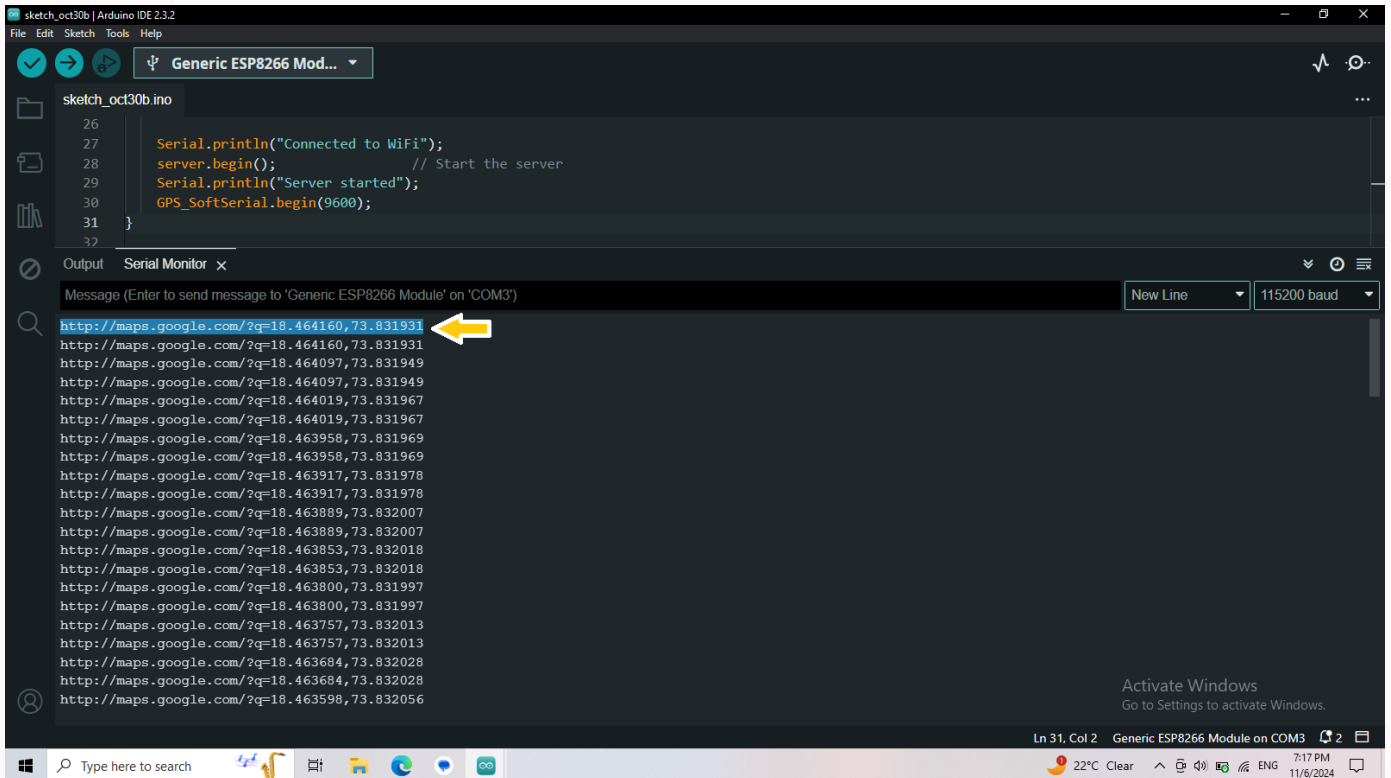 sketch_oct30b | Arduino IDE 2.3.2
File Edit Sketch Tools Help
Generic ESP8266 Mod...
sketch_oct30b.ino
26
27 Serial.println("Connected to WiFi");
28 server.begin(); // Start the server
29 Serial.println("Server started");
30 GPS_SoftSerial.begin(9600);
31 }
32
Output Serial Monitor
Message (Enter to send message to 'Generic ESP8266 Module' on 'COM3')
New Line 115200 baud
http://maps.google.com/?q=18.464160,73.831931
http://maps.google.com/?q=18.464160,73.831931
http://maps.google.com/?q=18.464097,73.831949
http://maps.google.com/?q=18.464097,73.831949
http://maps.google.com/?q=18.464019,73.831967
http://maps.google.com/?q=18.464019,73.831967
http://maps.google.com/?q=18.463958,73.831969
http://maps.google.com/?q=18.463958,73.831969
http://maps.google.com/?q=18.463917,73.831978
http://maps.google.com/?q=18.463917,73.831978
http://maps.google.com/?q=18.463889,73.832007
http://maps.google.com/?q=18.463889,73.832007
http://maps.google.com/?q=18.463853,73.832018
http://maps.google.com/?q=18.463853,73.832018
http://maps.google.com/?q=18.463800,73.831997
http://maps.google.com/?q=18.463800,73.831997
http://maps.google.com/?q=18.463757,73.832013
http://maps.google.com/?q=18.463757,73.832013
http://maps.google.com/?q=18.463684,73.832028
http://maps.google.com/?q=18.463684,73.832028
http://maps.google.com/?q=18.463598,73.832056
Activate Windows
Go to Settings to activate Windows.
Ln 31, Col 2 Generic ESP8266 Module on COM3 2
Type here to search
22°C Clear ENG
7:17 PM
11/6/2024